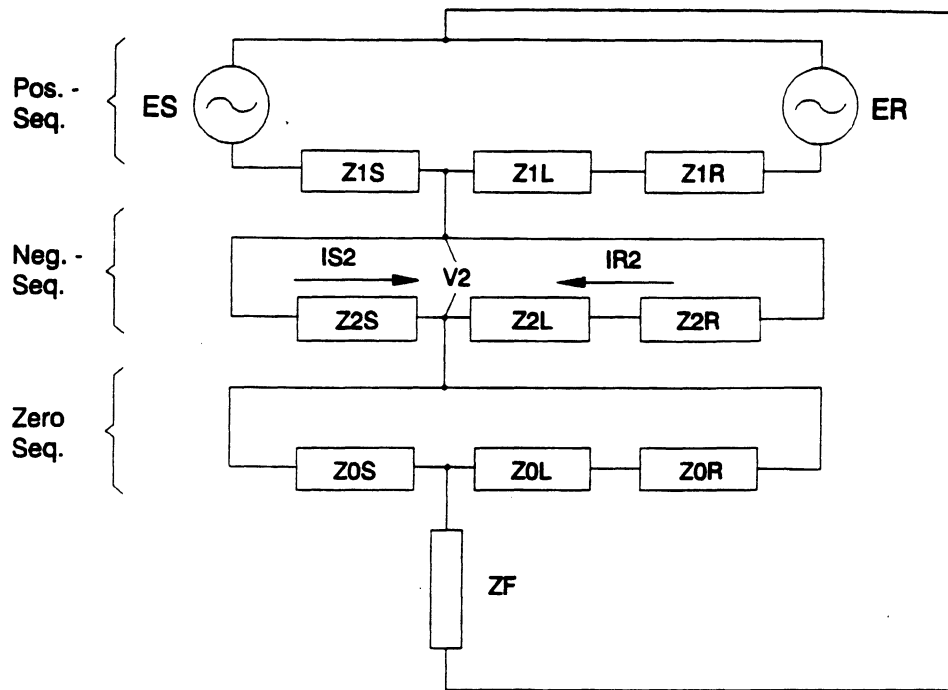 Pos. -
Seq.
ES
ER
Z1S
Z1L
Z1R
Neg. -
Seq.
IS2
V2
IR2
Z2S
Z2L
Z2R
Zero
Seq.
Z0S
Z0L
Z0R
ZF